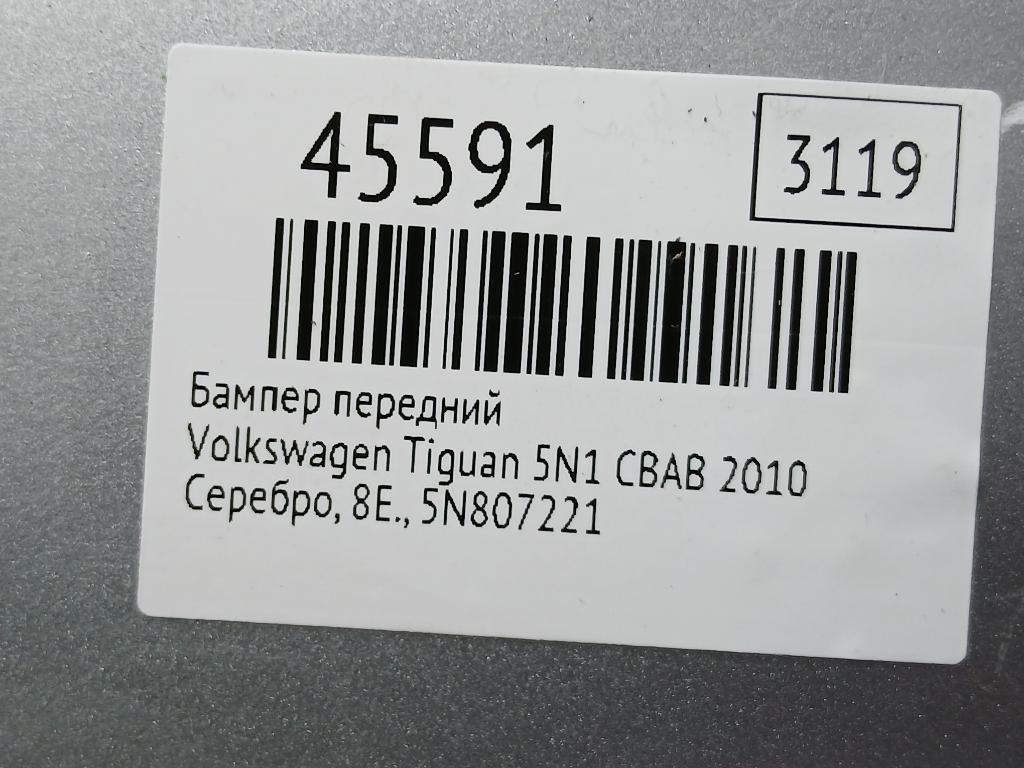 45591
3119
Бампер передний
Volkswagen Tiguan 5N1 CBAB 2010
Серебро, 8E., 5N807221